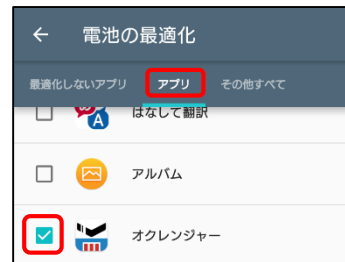 ← 電池の最適化
最適化しないアプリ アプリ その他すべて
はなして翻訳
アルバム
オクレンジャー